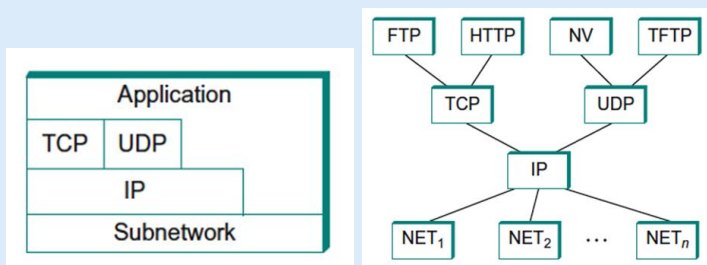 Application
TCP UDP
IP
Subnetwork
FTP HTTP NV TFTP
TCP UDP
IP
NET1 NET2 ... NETn